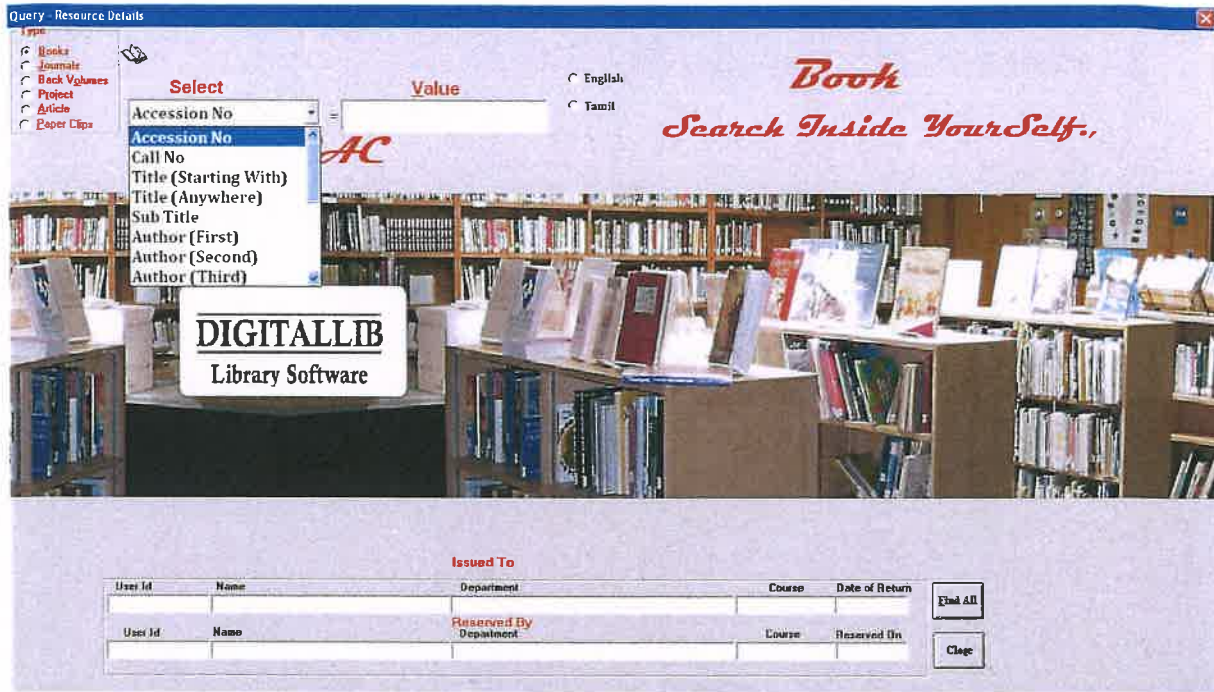 Query - Resource Details
Type
Books
Journals
Back Volumes
Project
Article
Paper Clips
Select
Value
Accession No
=
English
Tamil
Book
Search Inside YourSelf.,
AC
Accession No
Call No
Title (Starting With)
Title (Anywhere)
Sub Title
Author (First)
Author (Second)
Author (Third)
DIGITALLIB
Library Software
Issued To
User Id Name Department Course Date of Return
Find All
Reserved By
User Id Name Department Course Reserved On
Close